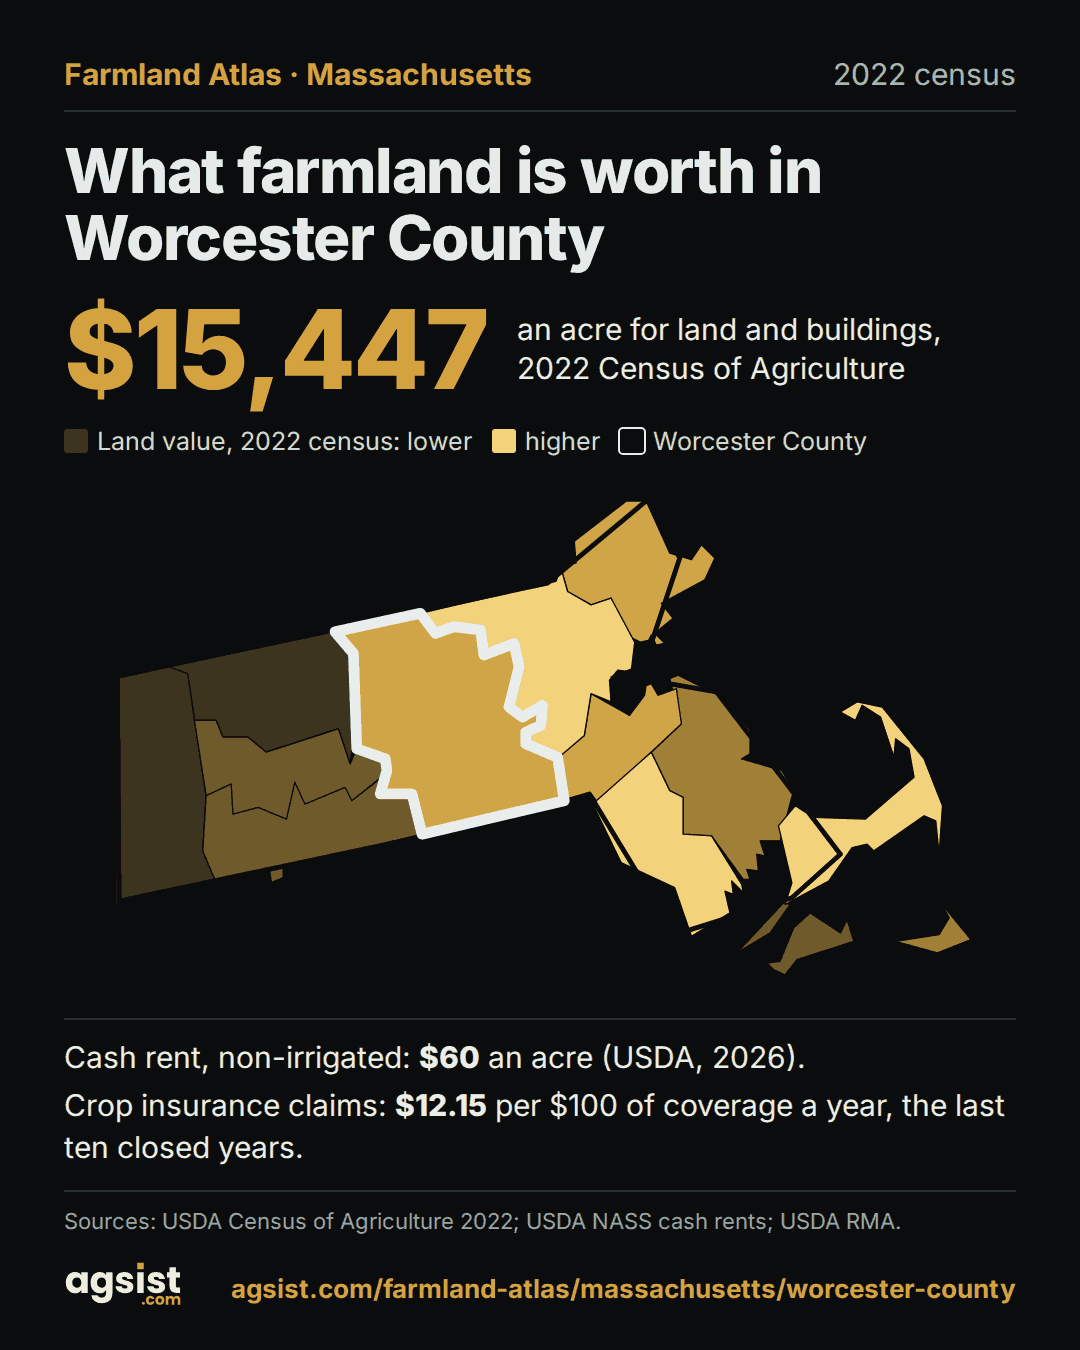 Farmland Atlas · Massachusetts
2022 census
What farmland is worth in
Worcester County
$15,447
an acre for land and buildings,
2022 Census of Agriculture
Land value, 2022 census: lower
higher
Worcester County
Cash rent, non-irrigated: $60 an acre (USDA, 2026).
Crop insurance claims: $12.15 per $100 of coverage a year, the last
ten closed years.
Sources: USDA Census of Agriculture 2022; USDA NASS cash rents; USDA RMA.
agsist
.com
agsist.com/farmland-atlas/massachusetts/worcester-county